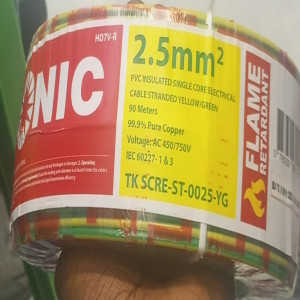 HO7V-R
NIC
2.5mm²
PVC INSULATED SINGLE CORE ELECTRICAL
CABLE STRANDED YELLOW/GREEN
90 Meters
99.9% Pure Copper
Voltage: AC 450/750V
IEC 60227- 1 & 3
TK SCRE-ST-0025-YG
FLAME
RETARDANT